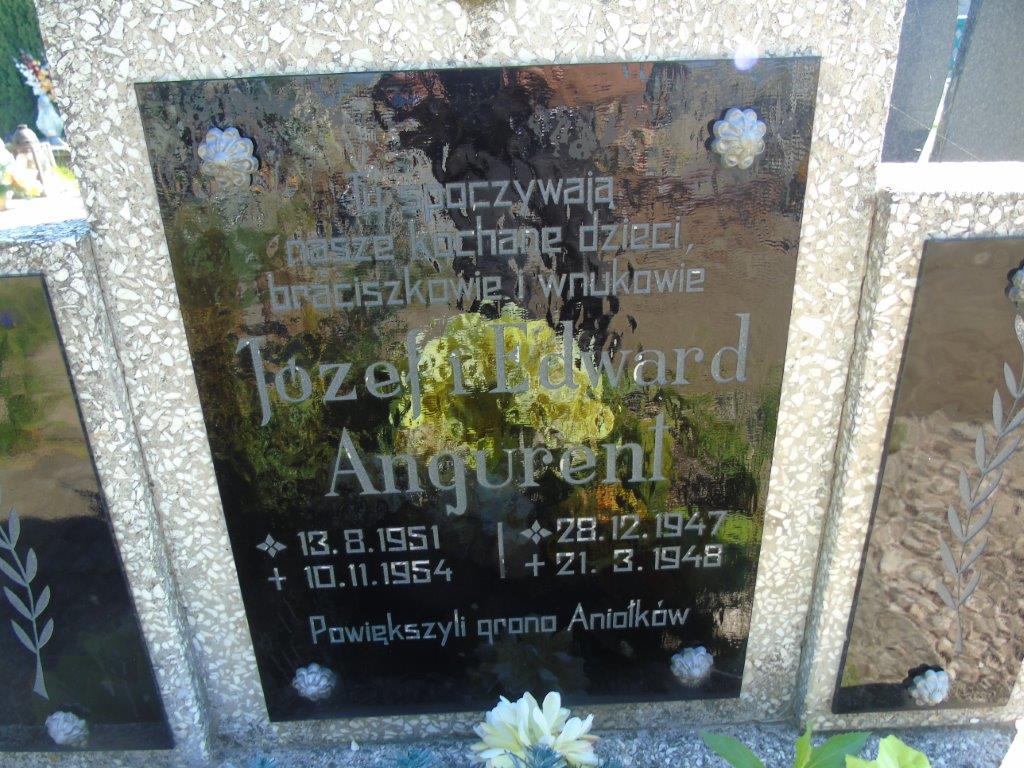 Tu spoczywają
nasze kochane dzieci,
braciszkowie i wnukowie
Józef i Edward
Angurent
13.8.1951 28.12.1947
+ 10.11.1954 + 21. 3.1948
Powiększyli grono Aniołków